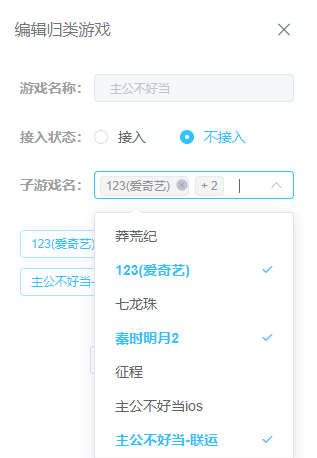 编辑归类游戏
游戏名称： 主公不好当
接入状态： 接入 不接入
子游戏名： 123(爱奇艺) + 2
莽荒纪
123(爱奇艺)
123(爱奇艺)
七龙珠
主公不好当-
秦时明月2
征程
主公不好当ios
主公不好当-联运